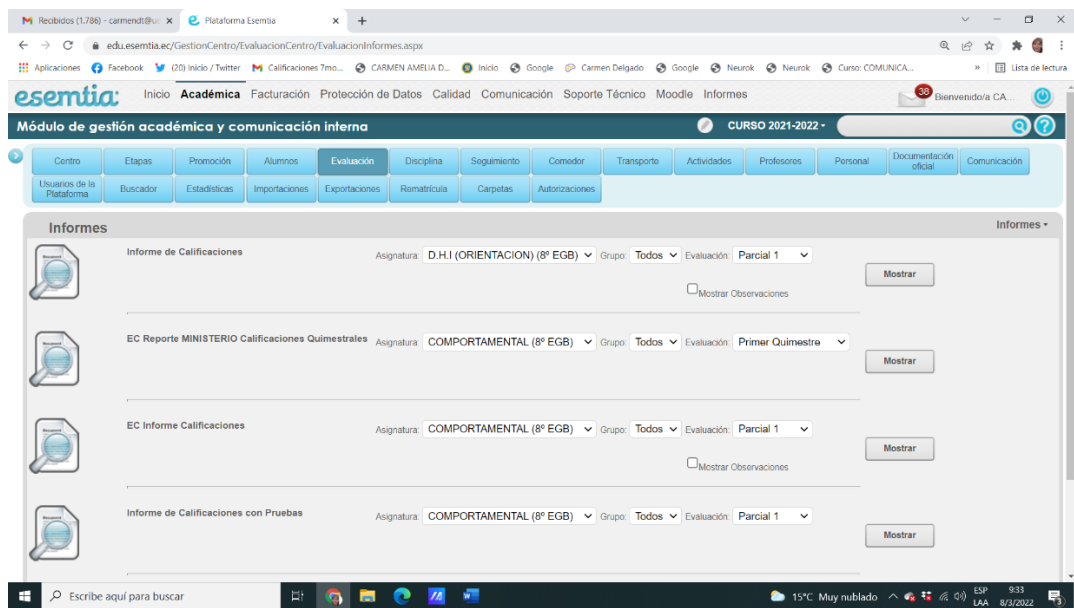 Recibidos (1.786) - carmendt@u
Plataforma Esemtia
edu.esemtia.ec/GestionCentro/EvaluacionCentro/EvaluacionInformes.aspx
Aplicaciones Facebook (20) Inicio / Twitter Calificaciones 7mo... CARMEN AMELIA D... Inicio Google Carmen Delgado Google Neurok Neurok Curso: COMUNICA... » Lista de lectura
esemtia: Inicio Académica Facturación Protección de Datos Calidad Comunicación Soporte Técnico Moodle Informes 38 Bienvenido/a CA...
Módulo de gestión académica y comunicación interna CURSO 2021-2022
Centro Etapas Promoción Alumnos Evaluación Disciplina Seguimiento Comedor Transporte Actividades Profesores Personal Documentación oficial Comunicación
Usuarios de la Plataforma Buscador Estadísticas Importaciones Exportaciones Rematrícula Carpetas Autorizaciones
Informes Informes
Informe de Calificaciones Asignatura: D.H.I (ORIENTACION) (8º EGB) Grupo: Todos Evaluación: Parcial 1
Mostrar
Mostrar Observaciones
EC Reporte MINISTERIO Calificaciones Quimestrales Asignatura: COMPORTAMENTAL (8º EGB) Grupo: Todos Evaluación: Primer Quimestre
Mostrar
EC Informe Calificaciones Asignatura: COMPORTAMENTAL (8º EGB) Grupo: Todos Evaluación: Parcial 1
Mostrar
Mostrar Observaciones
Informe de Calificaciones con Pruebas Asignatura: COMPORTAMENTAL (8º EGB) Grupo: Todos Evaluación: Parcial 1
Mostrar
Escribe aquí para buscar 15°C Muy nublado ESP 9:33
LAA 8/3/2022